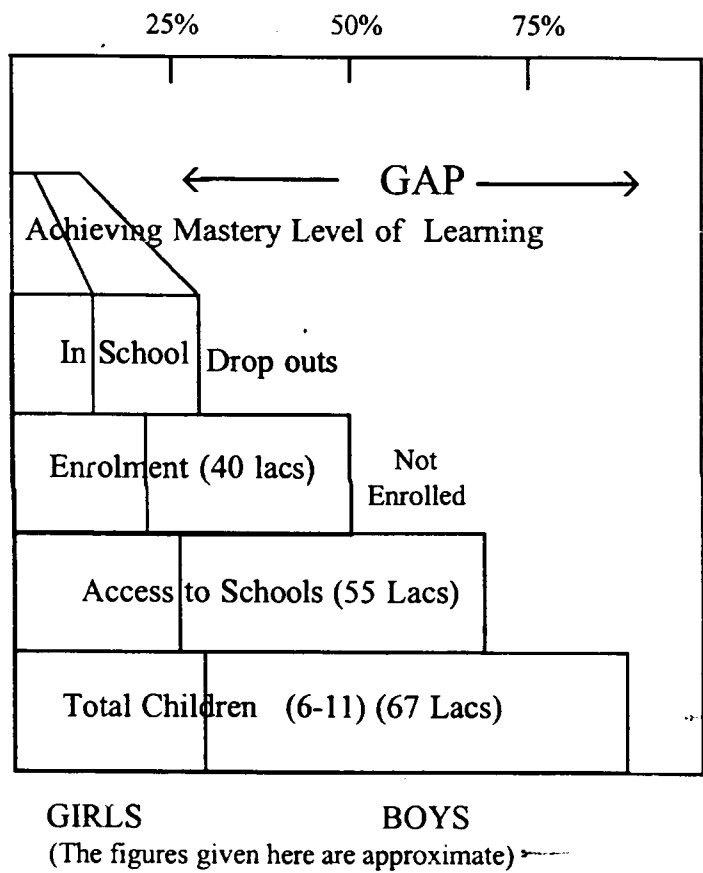 25% 50% 75%
GAP
Achieving Mastery Level of Learning
In School Drop outs
Enrolment (40 lacs) Not Enrolled
Access to Schools (55 Lacs)
Total Children (6-11) (67 Lacs)
GIRLS BOYS
(The figures given here are approximate)